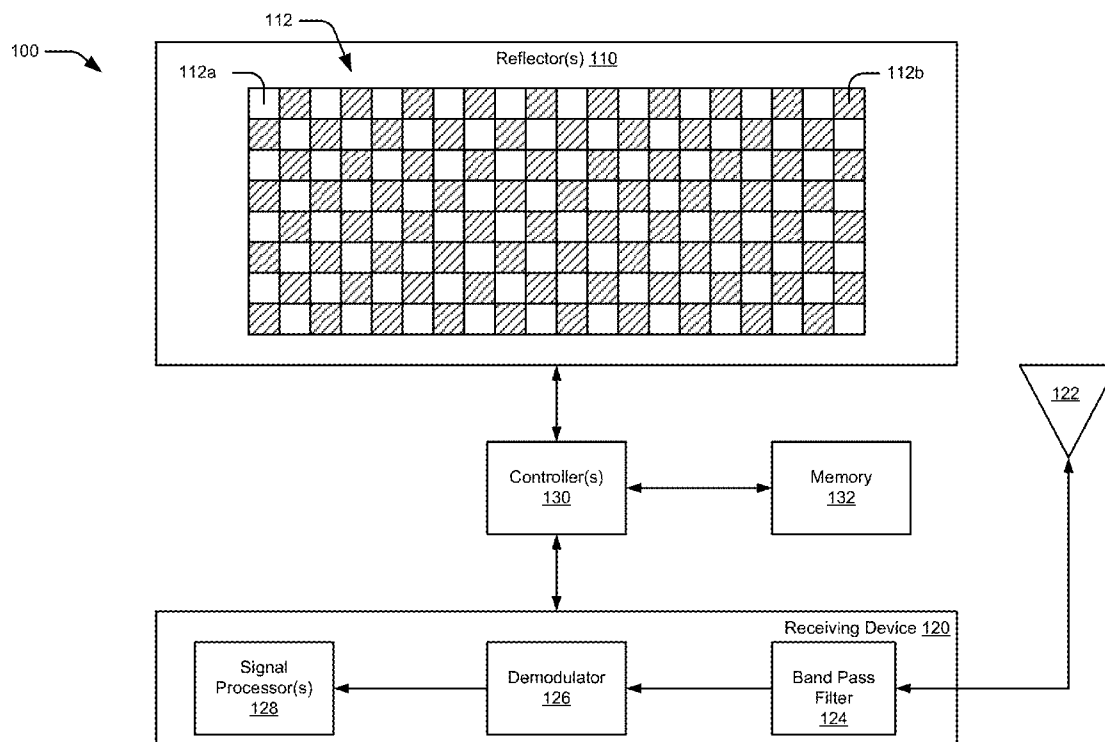 100
112
Reflector(s) 110
112a
112b
122
Controller(s)
130
Memory
132
Receiving Device 120
Signal
Processor(s)
128
Demodulator
126
Band Pass
Filter
124